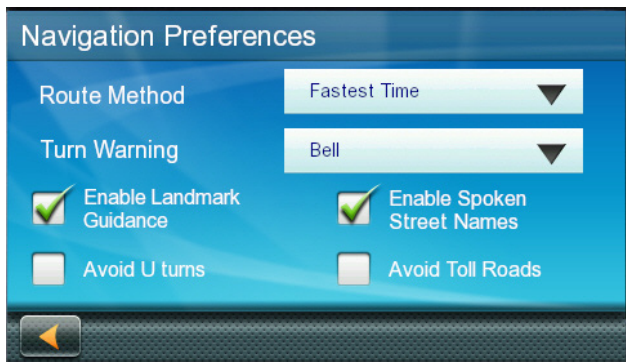 Navigation Preferences
Route Method
Fastest Time
Turn Warning
Bell
Enable Landmark
Guidance
Enable Spoken
Street Names
Avoid U turns
Avoid Toll Roads